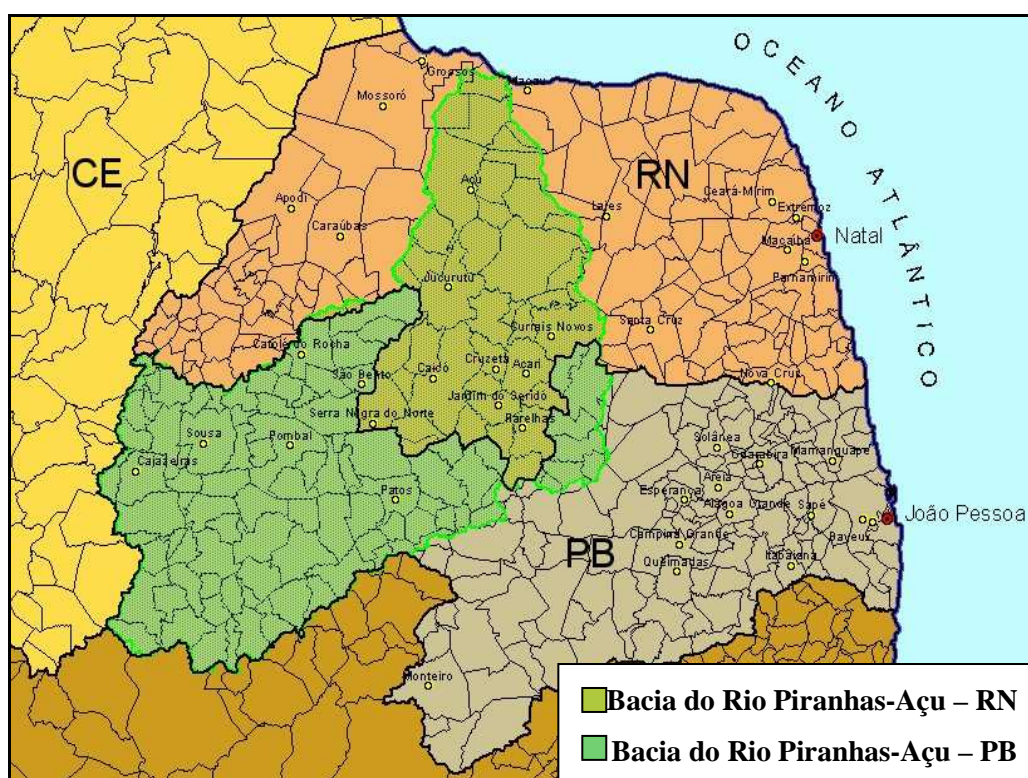 OCEANO ATLÂNTICO
Grossos
Macau
Mossoró
CE
RN
Açu
Ceará-Mirim
Apodi
Lajes
Extremoz
Caraúbas
Natal
Macaíba
Parnamirim
Jucurutu
Santa Cruz
Currais Novos
Catolé do Rocha
Cruzeta
Acari
Caicó
São Bento
Nova Cruz
Jardim do Seridó
Serra Negra do Norte
Parelhas
Sousa
Pombal
Solânea
Mamanguape
Guarabira
Cajazeiras
Areia
Patos
Esperança
Alagoa Grande
Sapé
João Pessoa
Bayeux
Campina Grande
PB
Itabaiana
Queimadas
Monteiro
Bacia do Rio Piranhas-Açu – RN
Bacia do Rio Piranhas-Açu – PB